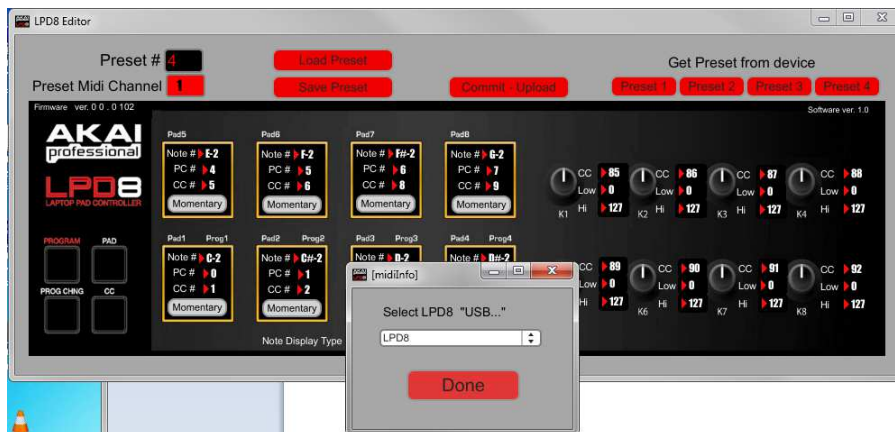 LPD8 Editor
Preset # 4
Load Preset
Get Preset from device
Preset Midi Channel 1
Save Preset
Commit - Upload
Preset 1
Preset 2
Preset 3
Preset 4
Firmware ver. 0 0 . 0 102
Software ver. 1.0
AKAI
professional
LPD8
LAPTOP PAD CONTROLLER
PROGRAM
PAD
PROG CHNG
CC
Pad5
Note # E-2
PC # 4
CC # 5
Momentary
Pad6
Note # F-2
PC # 5
CC # 6
Momentary
Pad7
Note # F#-2
PC # 6
CC # 8
Momentary
Pad8
Note # G-2
PC # 7
CC # 9
Momentary
CC 85
Low 0
Hi 127
K1
CC 86
Low 0
Hi 127
K2
CC 87
Low 0
Hi 127
K3
CC 88
Low 0
Hi 127
K4
Pad1 Prog1
Note # C-2
PC # 0
CC # 1
Momentary
Pad2 Prog2
Note # C#-2
PC # 1
CC # 2
Momentary
Pad3 Prog3
Note # D-2
Pad4 Prog4
Note # D#-2
CC 89
Low 0
Hi 127
CC 90
Low 0
Hi 127
K6
CC 91
Low 0
Hi 127
K7
CC 92
Low 0
Hi 127
K8
Note Display Type
[midiInfo]
Select LPD8 "USB..."
LPD8
Done